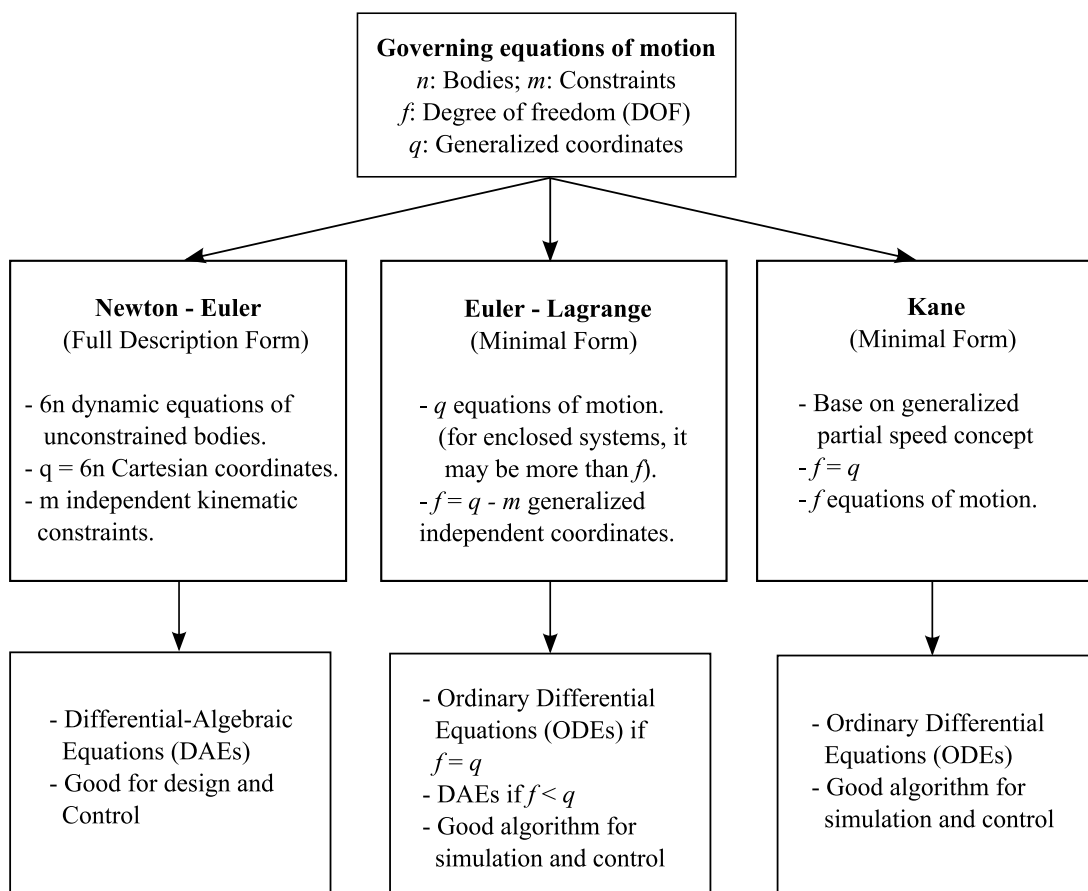 Governing equations of motion
n: Bodies; m: Constraints
f: Degree of freedom (DOF)
q: Generalized coordinates
Newton - Euler
(Full Description Form)
- 6n dynamic equations of
unconstrained bodies.
- q = 6n Cartesian coordinates.
- m independent kinematic
constraints.
Euler - Lagrange
(Minimal Form)
- q equations of motion.
(for enclosed systems, it
may be more than f).
- f = q - m generalized
independent coordinates.
Kane
(Minimal Form)
- Base on generalized
partial speed concept
- f = q
- f equations of motion.
- Differential-Algebraic
Equations (DAEs)
- Good for design and
Control
- Ordinary Differential
Equations (ODEs) if
f = q
- DAEs if f < q
- Good algorithm for
simulation and control
- Ordinary Differential
Equations (ODEs)
- Good algorithm for
simulation and control